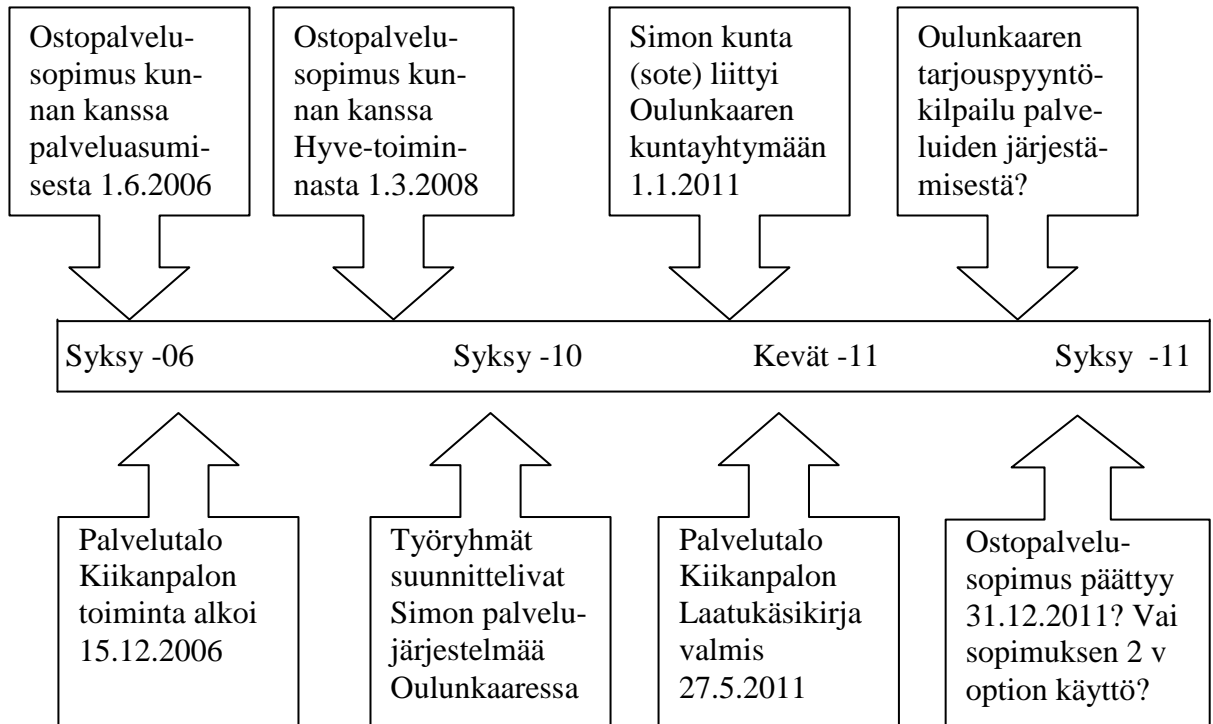 Ostopalvelu-
sopimus kun-
nan kanssa
palveluasumi-
sesta 1.6.2006
Ostopalvelu-
sopimus kun-
nan kanssa
Hyve-toimin-
nasta 1.3.2008
Simon kunta
(sote) liittyi
Oulunkaaren
kuntayhtymään
1.1.2011
Oulunkaaren
tarjouspyyntö-
kilpailu palve-
luiden järjestä-
misestä?
Syksy -06 Syksy -10 Kevät -11 Syksy -11
Palvelutalo
Kiikanpalon
toiminta alkoi
15.12.2006
Työryhmät
suunnittelivat
Simon palvelu-
järjestelmää
Oulunkaaressa
Palvelutalo
Kiikanpalon
Laatukäsikirja
valmis
27.5.2011
Ostopalvelu-
sopimus päättyy
31.12.2011? Vai
sopimuksen 2 v
option käyttö?